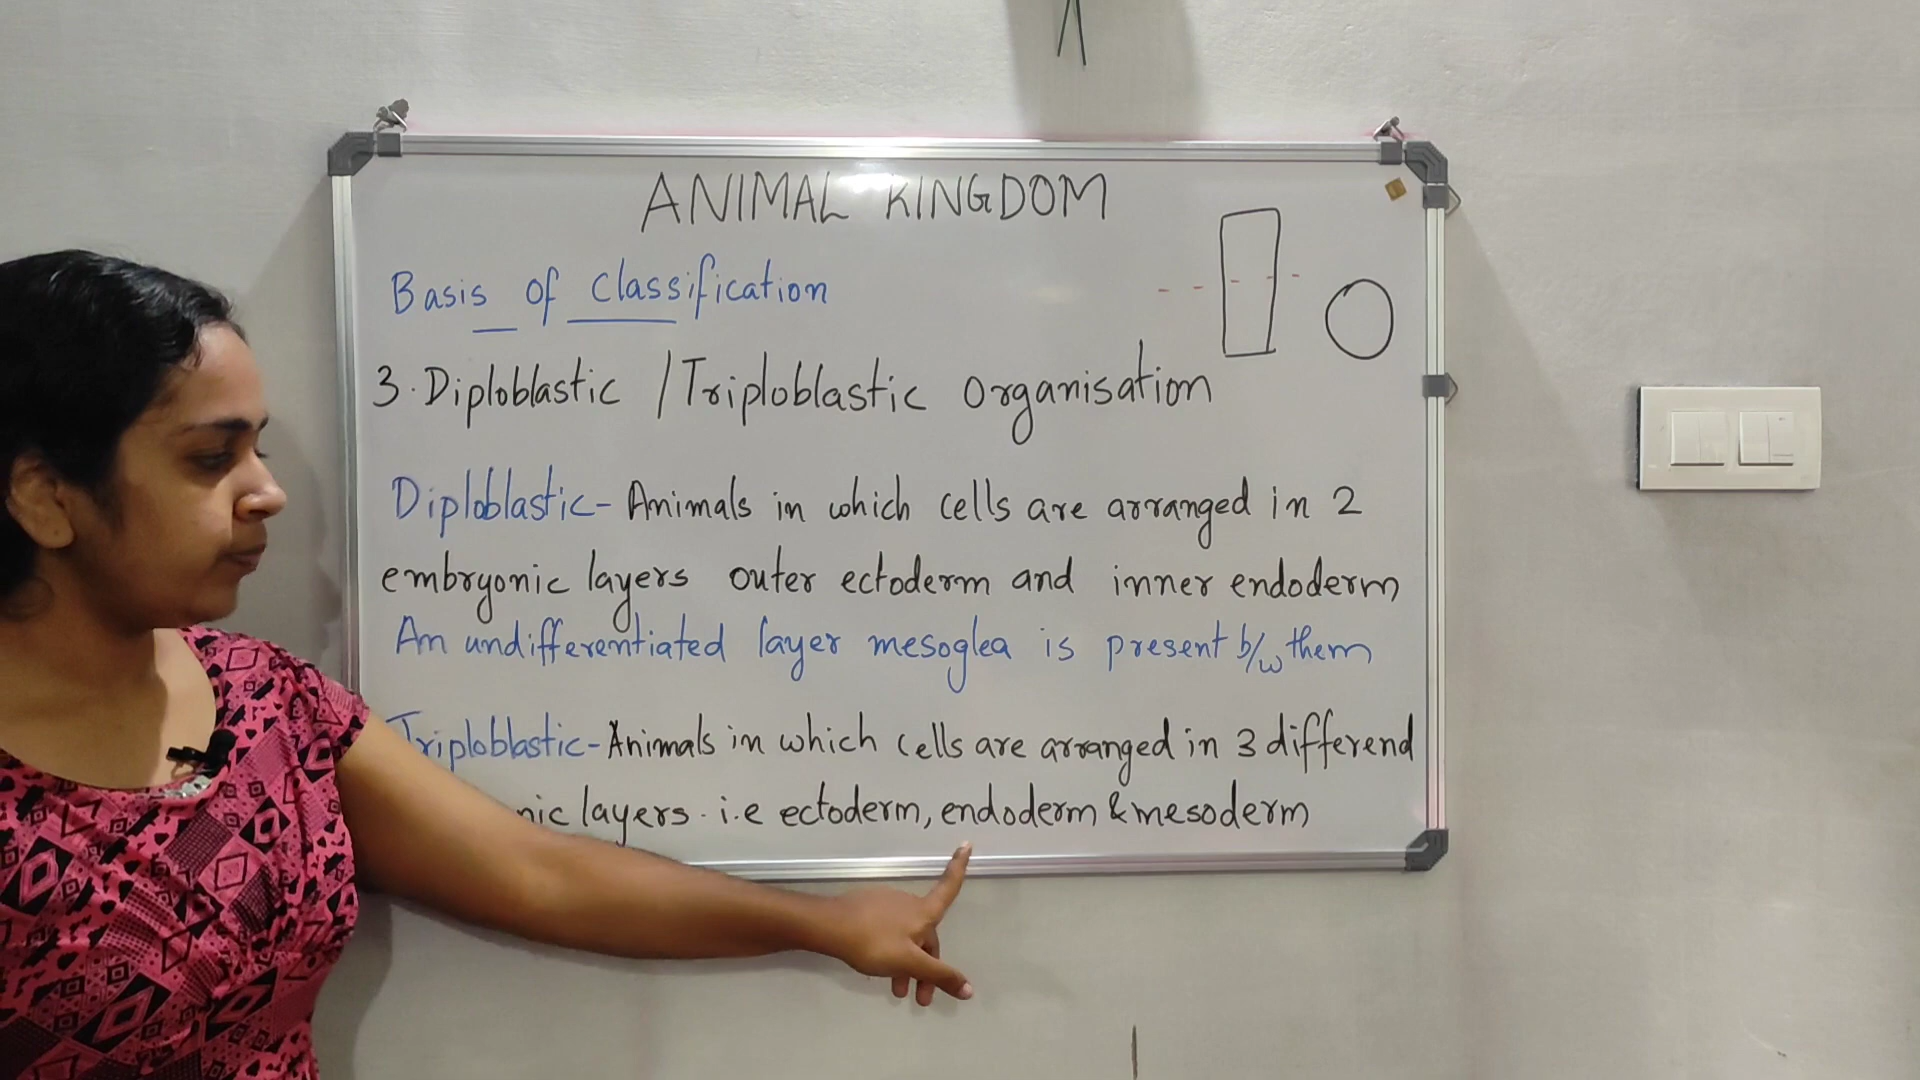 ANIMAL KINGDOM
Basis of Classification
3. Diploblastic / Triploblastic Organisation
Diploblastic - Animals in which cells are arranged in 2
embryonic layers outer ectoderm and inner endoderm
An undifferentiated layer mesoglea is present b/w them
Triploblastic - Animals in which cells are arranged in 3 differend
nic layers. i.e ectoderm, endoderm & mesoderm